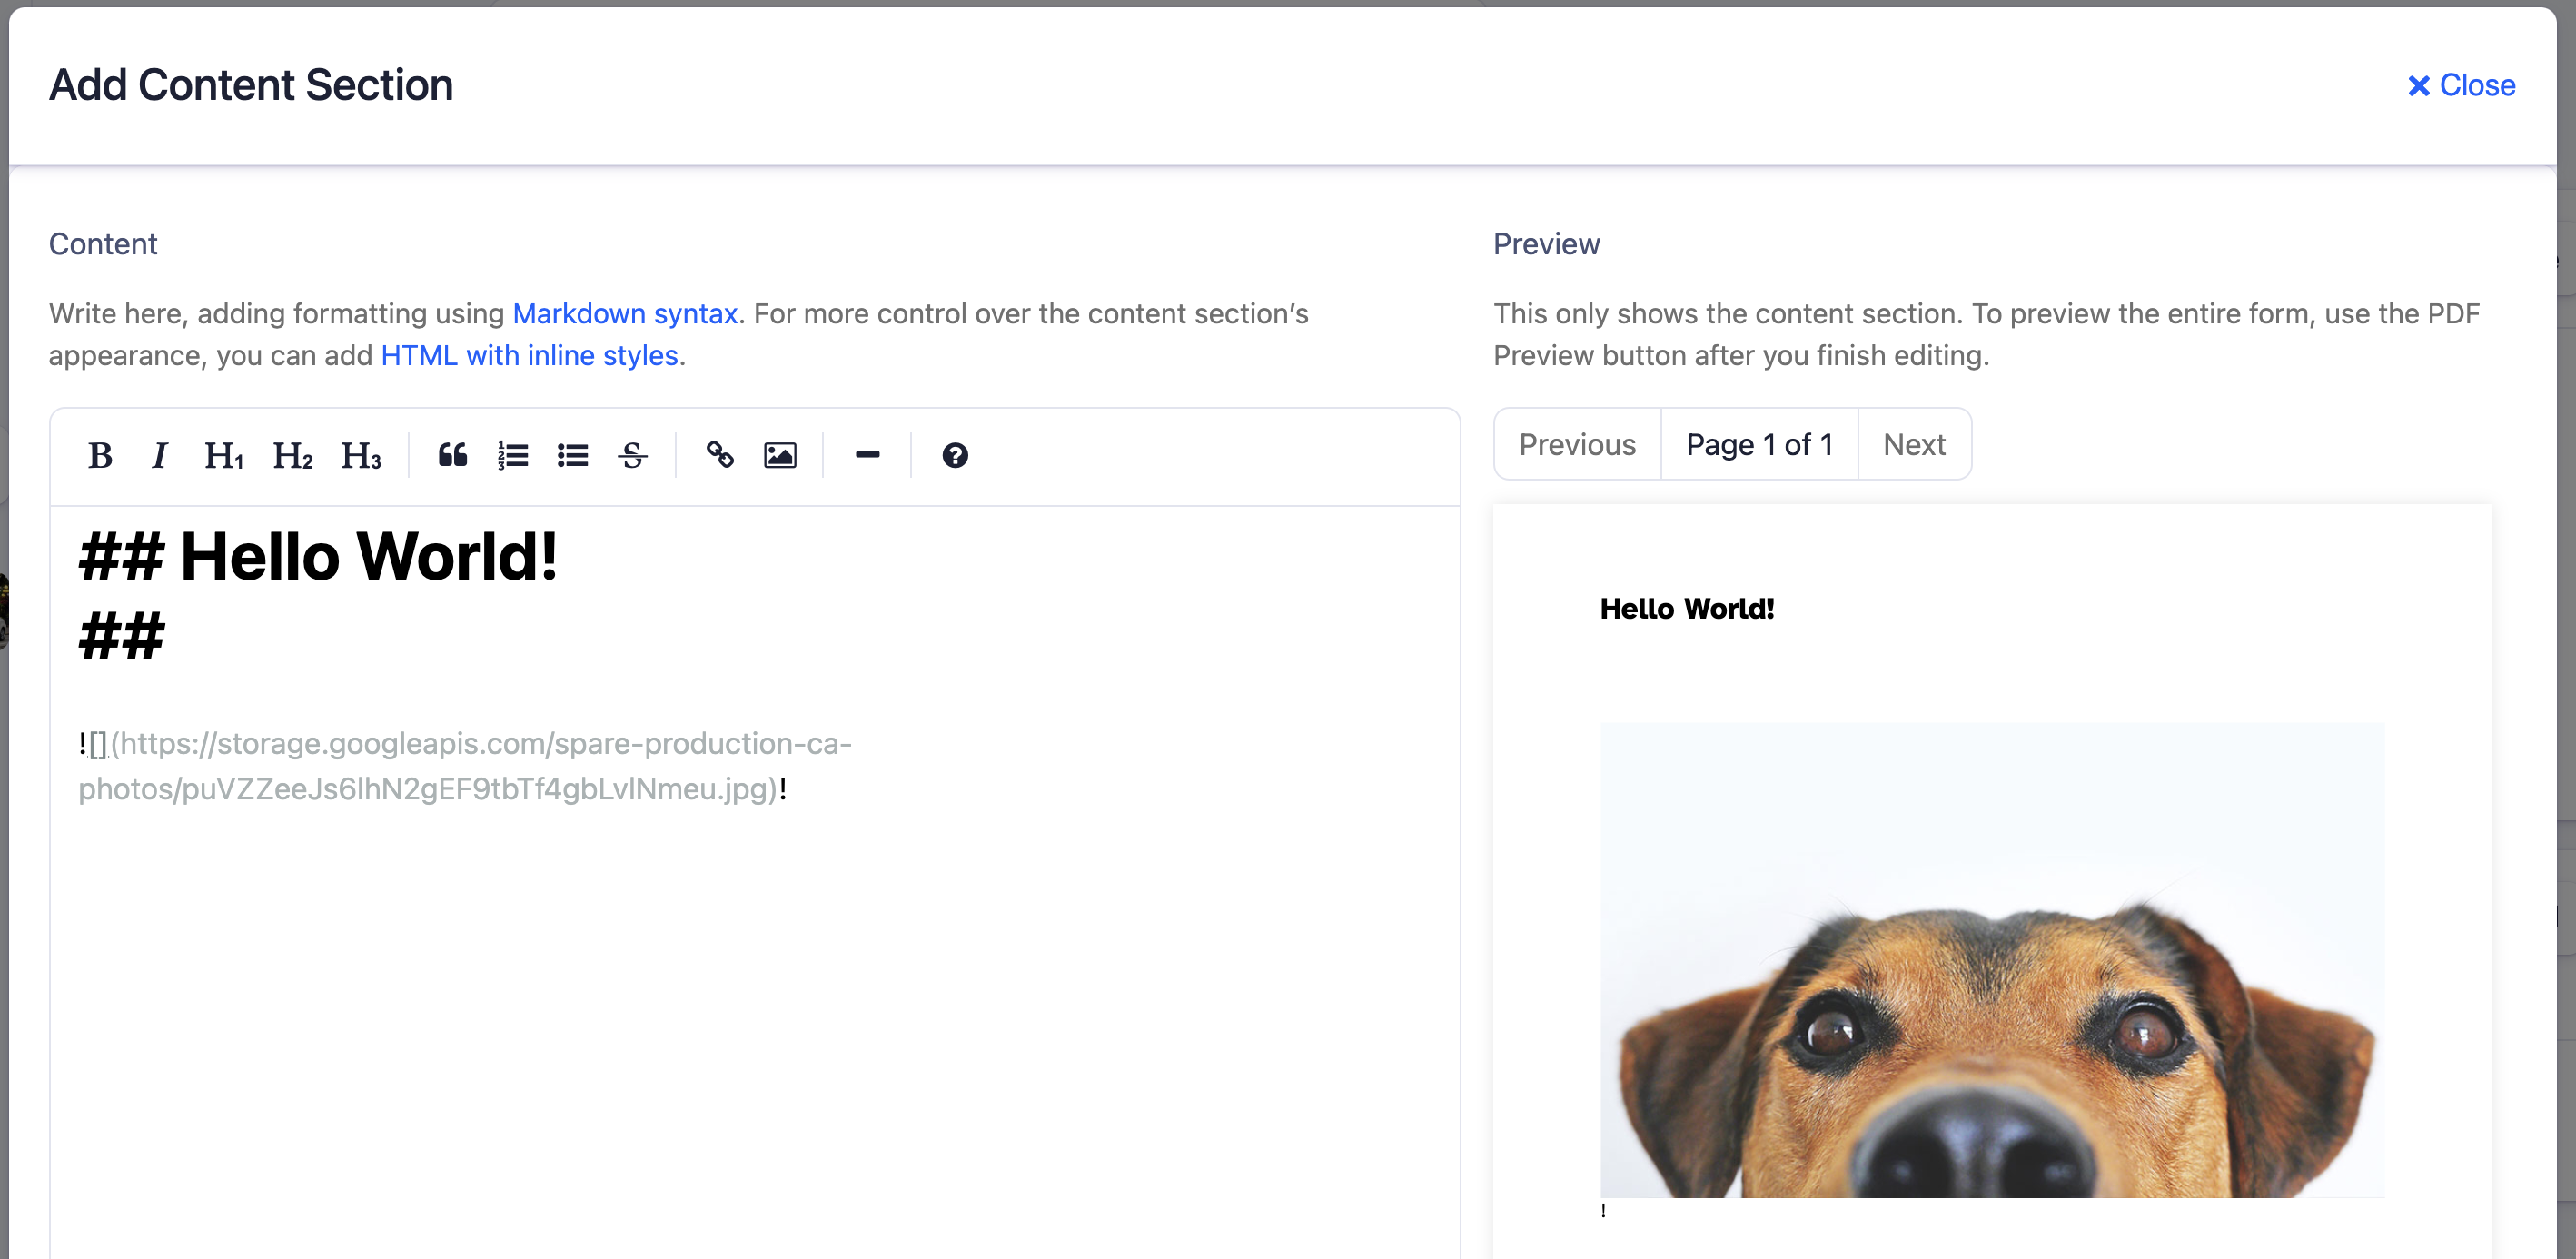 Add Content Section
Close
Content
Write here, adding formatting using Markdown syntax. For more control over the content section’s
appearance, you can add HTML with inline styles.
B I H1 H2 H3
## Hello World!
##
![](https://storage.googleapis.com/spare-production-ca-
photos/puVZZeeJs6lhN2gEF9tbTf4gbLvlNmeu.jpg)!
Preview
This only shows the content section. To preview the entire form, use the PDF
Preview button after you finish editing.
Previous Page 1 of 1 Next
Hello World!
!